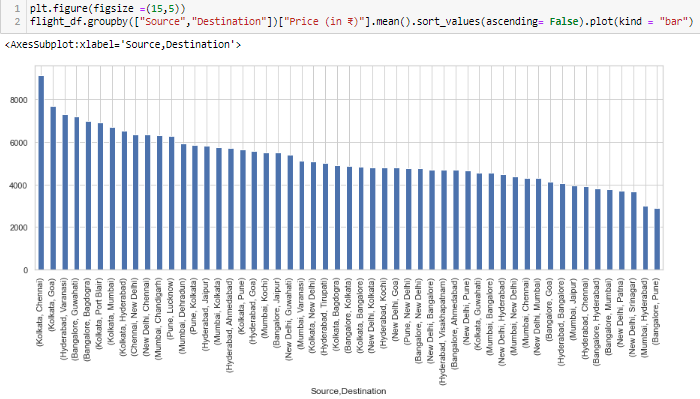 1 plt.figure(figsize =(15,5))
2 flight_df.groupby(["Source","Destination"])["Price (in ₹)"].mean().sort_values(ascending= False).plot(kind = "bar")
<AxesSubplot:xlabel='Source,Destination'>
8000
6000
4000
2000
0
(Kolkata, Chennai)
(Kolkata, Goa)
(Hyderabad, Varanasi)
(Bangalore, Guwahati)
(Bangalore, Bagdogra)
(Kolkata, Port Blair)
(Kolkata, Mumbai)
(Kolkata, Hyderabad)
(Chennai, New Delhi)
(New Delhi, Chennai)
(Mumbai, Chandigarh)
(Pune, Lucknow)
(Mumbai, Dehradun)
(Pune, Kolkata)
(Hyderabad, Jaipur)
(Mumbai, Kolkata)
(Hyderabad, Ahmedabad)
(Kolkata, Pune)
(Hyderabad, Goa)
(Mumbai, Kochi)
(Bangalore, Jaipur)
(New Delhi, Guwahati)
(Mumbai, Varanasi)
(Kolkata, New Delhi)
(Hyderabad, Tirupati)
(Kolkata, Bagdogra)
(Bangalore, Kolkata)
(Kolkata, Bangalore)
(New Delhi, Kolkata)
(Hyderabad, Kochi)
(New Delhi, Goa)
(Pune, New Delhi)
(Bangalore, New Delhi)
(New Delhi, Bangalore)
(Hyderabad, Visakhapatnam)
(Bangalore, Ahmedabad)
(New Delhi, Pune)
(Kolkata, Guwahati)
(Mumbai, Bangalore)
(New Delhi, Hyderabad)
(Mumbai, New Delhi)
(Mumbai, Chennai)
(New Delhi, Mumbai)
(Bangalore, Goa)
(Hyderabad, Bangalore)
(Mumbai, Jaipur)
(Hyderabad, Chennai)
(Bangalore, Hyderabad)
(Bangalore, Mumbai)
(New Delhi, Patna)
(New Delhi, Srinagar)
(Mumbai, Hyderabad)
(Bangalore, Pune)
Source,Destination